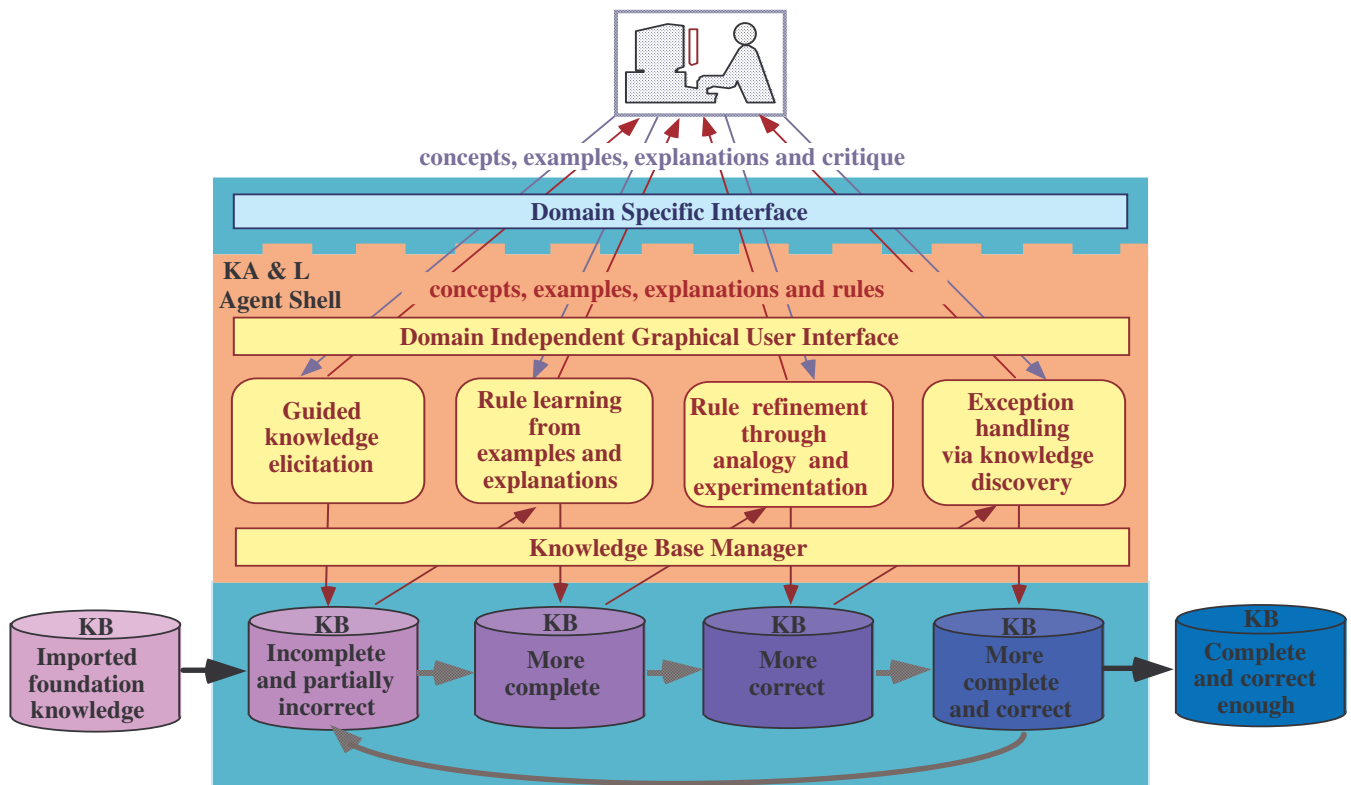 concepts, examples, explanations and critique
Domain Specific Interface
KA & L
Agent Shell
concepts, examples, explanations and rules
Domain Independent Graphical User Interface
Guided
knowledge
elicitation
Rule learning
from
examples and
explanations
Rule refinement
through
analogy and
experimentation
Exception
handling
via knowledge
discovery
Knowledge Base Manager
KB
Imported
foundation
knowledge
KB
Incomplete
and partially
incorrect
KB
More
complete
KB
More
correct
KB
More
complete
and correct
KB
Complete
and correct
enough